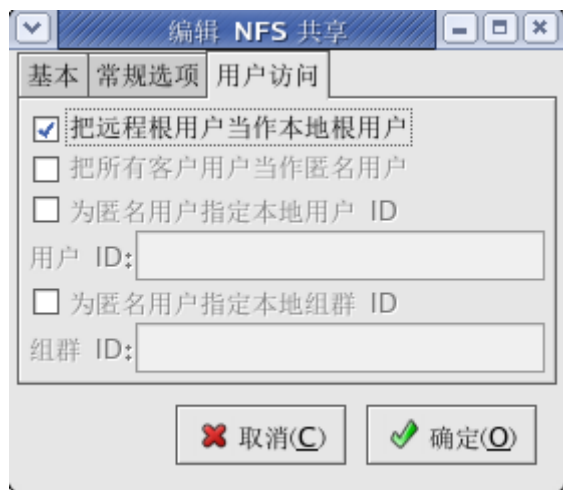 编辑 NFS 共享
基本 常规选项 用户访问
把远程根用户当作本地根用户
把所有客户用户当作匿名用户
为匿名用户指定本地用户 ID
用户 ID:
为匿名用户指定本地组群 ID
组群 ID:
取消(C) 确定(O)